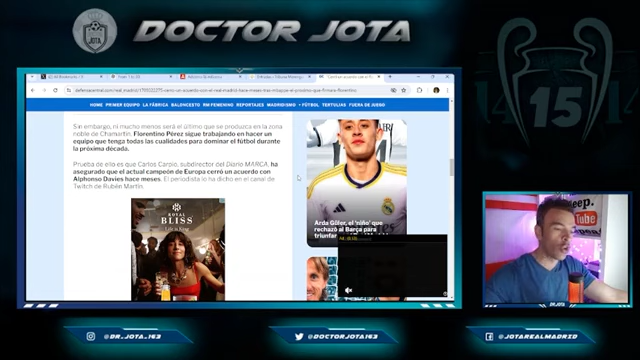 DOCTOR JOTA
JOTA
15
HOME PRIMER EQUIPO LA FÁBRICA BALONCESTO RM FEMENINO REPORTAJES MADRIDISMO + FÚTBOL TERTULIAS FUERA DE JUEGO
Sin embargo, ni mucho menos será el último que se produzca en la zona
noble de Chamartín. Florentino Pérez sigue trabajando en hacer un
equipo que tenga todas las cualidades para dominar el fútbol durante
la próxima década.
Prueba de ello es que Carlos Carpio, subdirector del Diario MARCA, ha
asegurado que el actual campeón de Europa cerró un acuerdo con
Alphonso Davies hace meses. El periodista lo ha dicho en el canal de
Twitch de Rubén Martín.
ROYAL
BLISS
Arda Güler, el 'niño' que
rechazó al Barça para
triunfar
Tube
@DR.JOTA.163
@DOCTORJOTA163
@JOTAREALMADRID